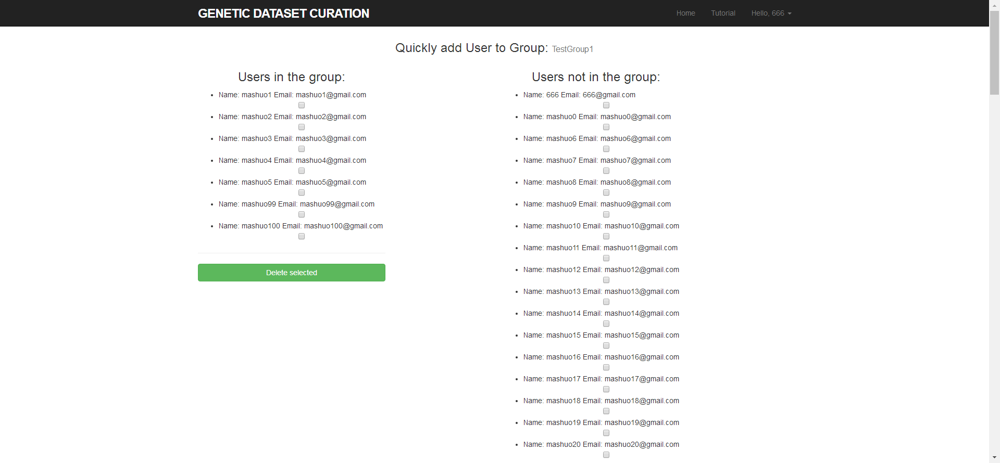 GENETIC DATASET CURATION
Home Tutorial Hello, 666
Quickly add User to Group: TestGroup1
Users in the group:
Name: mashuo1 Email: mashuo1@gmail.com
Name: mashuo2 Email: mashuo2@gmail.com
Name: mashuo3 Email: mashuo3@gmail.com
Name: mashuo4 Email: mashuo4@gmail.com
Name: mashuo5 Email: mashuo5@gmail.com
Name: mashuo99 Email: mashuo99@gmail.com
Name: mashuo100 Email: mashuo100@gmail.com
Delete selected
Users not in the group:
Name: 666 Email: 666@gmail.com
Name: mashuo0 Email: mashuo0@gmail.com
Name: mashuo6 Email: mashuo6@gmail.com
Name: mashuo7 Email: mashuo7@gmail.com
Name: mashuo8 Email: mashuo8@gmail.com
Name: mashuo9 Email: mashuo9@gmail.com
Name: mashuo10 Email: mashuo10@gmail.com
Name: mashuo11 Email: mashuo11@gmail.com
Name: mashuo12 Email: mashuo12@gmail.com
Name: mashuo13 Email: mashuo13@gmail.com
Name: mashuo14 Email: mashuo14@gmail.com
Name: mashuo15 Email: mashuo15@gmail.com
Name: mashuo16 Email: mashuo16@gmail.com
Name: mashuo17 Email: mashuo17@gmail.com
Name: mashuo18 Email: mashuo18@gmail.com
Name: mashuo19 Email: mashuo19@gmail.com
Name: mashuo20 Email: mashuo20@gmail.com